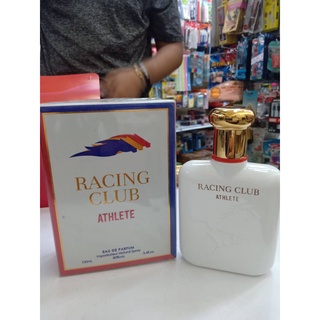 RACING
CLUB
ATHLETE
EAU DE PARFUM
RACING CLUB
ATHLETE